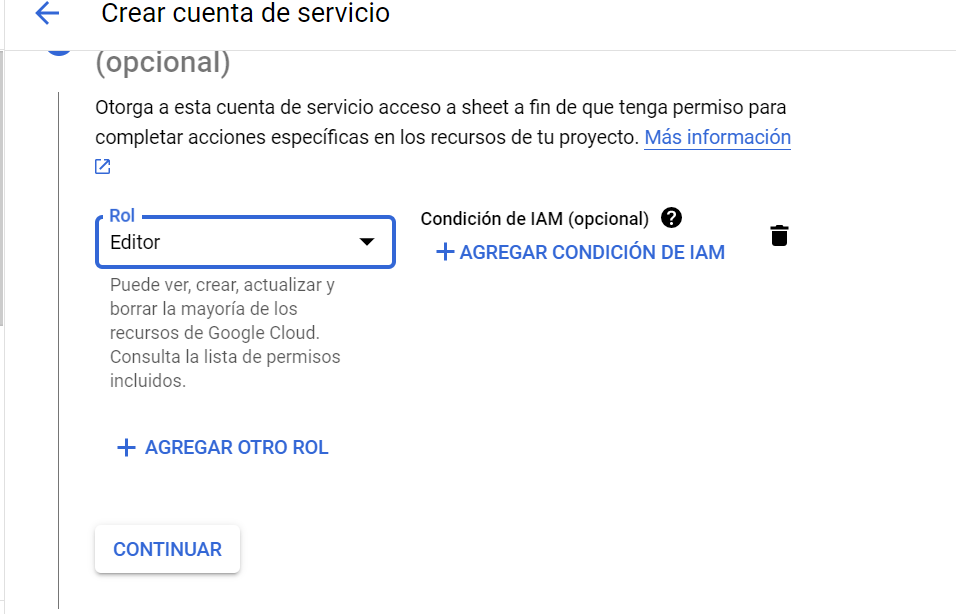 Crear cuenta de servicio
(opcional)
Otorga a esta cuenta de servicio acceso a sheet a fin de que tenga permiso para
completar acciones específicas en los recursos de tu proyecto. Más información
Rol
Editor
Condición de IAM (opcional)
AGREGAR CONDICIÓN DE IAM
Puede ver, crear, actualizar y
borrar la mayoría de los
recursos de Google Cloud.
Consulta la lista de permisos
incluidos.
AGREGAR OTRO ROL
CONTINUAR